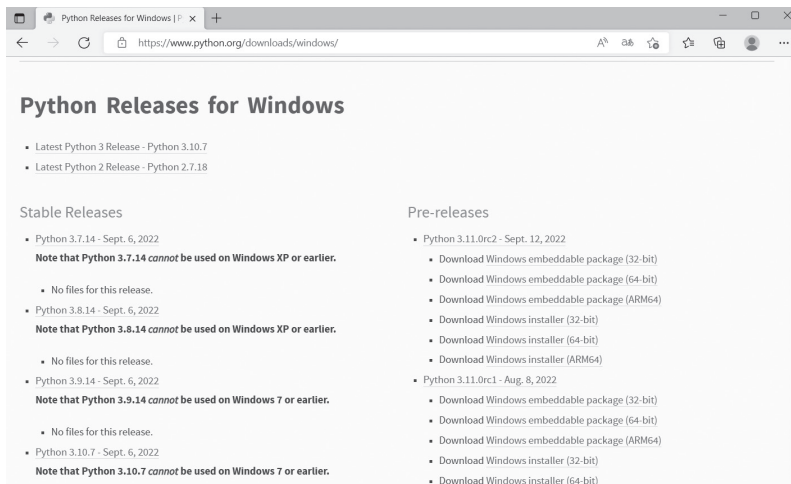 Python Releases for Windows | P
https://www.python.org/downloads/windows/
Python Releases for Windows
Latest Python 3 Release - Python 3.10.7
Latest Python 2 Release - Python 2.7.18
Stable Releases
Python 3.7.14 - Sept. 6, 2022
Note that Python 3.7.14 cannot be used on Windows XP or earlier.
No files for this release.
Python 3.8.14 - Sept. 6, 2022
Note that Python 3.8.14 cannot be used on Windows XP or earlier.
No files for this release.
Python 3.9.14 - Sept. 6, 2022
Note that Python 3.9.14 cannot be used on Windows 7 or earlier.
No files for this release.
Python 3.10.7 - Sept. 6, 2022
Note that Python 3.10.7 cannot be used on Windows 7 or earlier.
Pre-releases
Python 3.11.0rc2 - Sept. 12, 2022
Download Windows embeddable package (32-bit)
Download Windows embeddable package (64-bit)
Download Windows embeddable package (ARM64)
Download Windows installer (32-bit)
Download Windows installer (64-bit)
Download Windows installer (ARM64)
Python 3.11.0rc1 - Aug. 8, 2022
Download Windows embeddable package (32-bit)
Download Windows embeddable package (64-bit)
Download Windows embeddable package (ARM64)
Download Windows installer (32-bit)
Download Windows installer (64-bit)